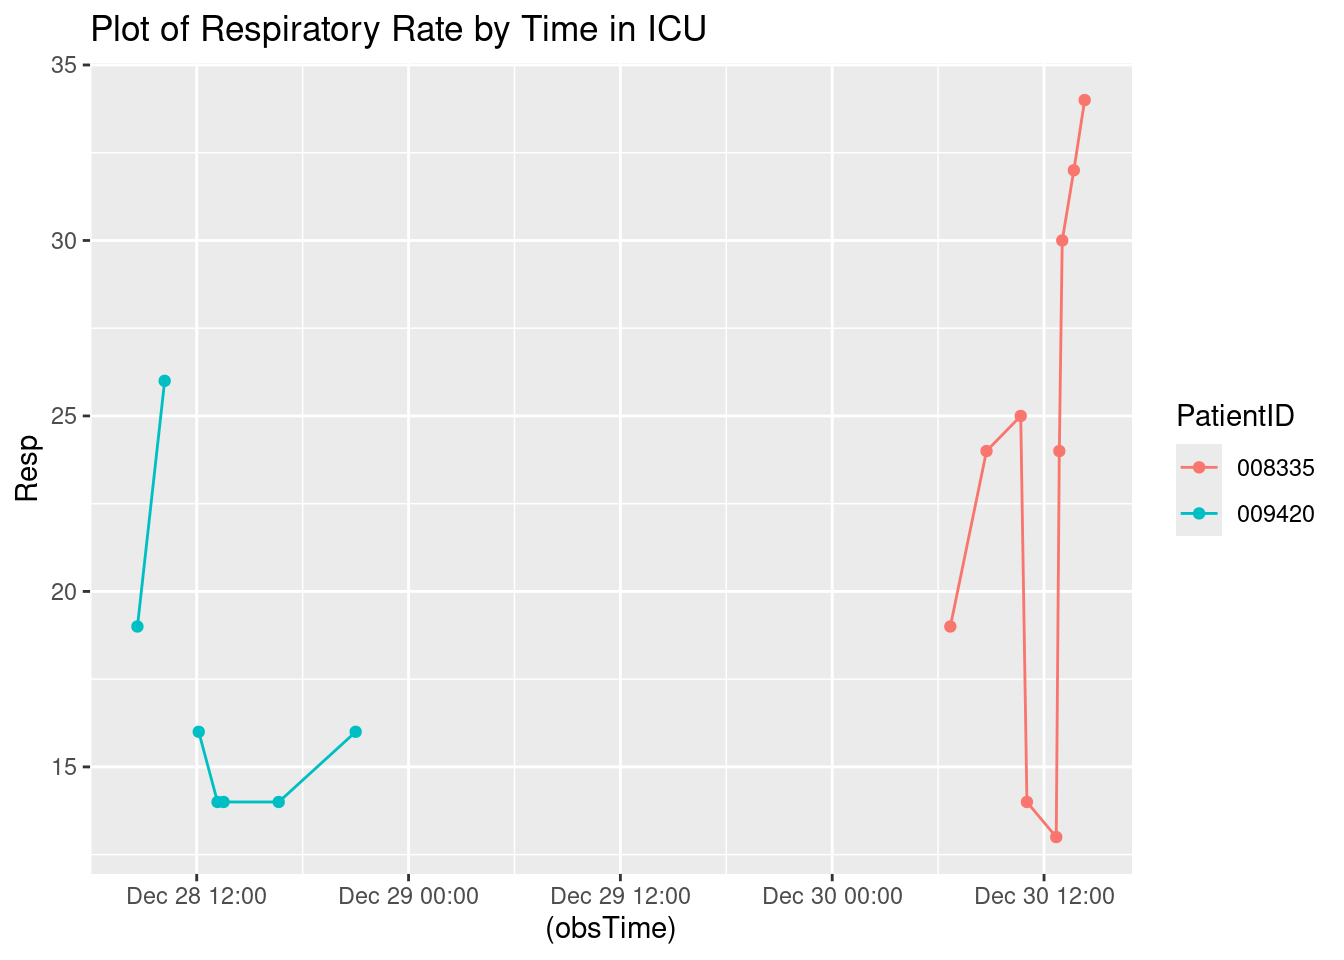 Plot of Respiratory Rate by Time in ICU
35
30
25
20
15
Resp
Dec 28 12:00 Dec 29 00:00 Dec 29 12:00 Dec 30 00:00 Dec 30 12:00
(obsTime)
PatientID
008335
009420